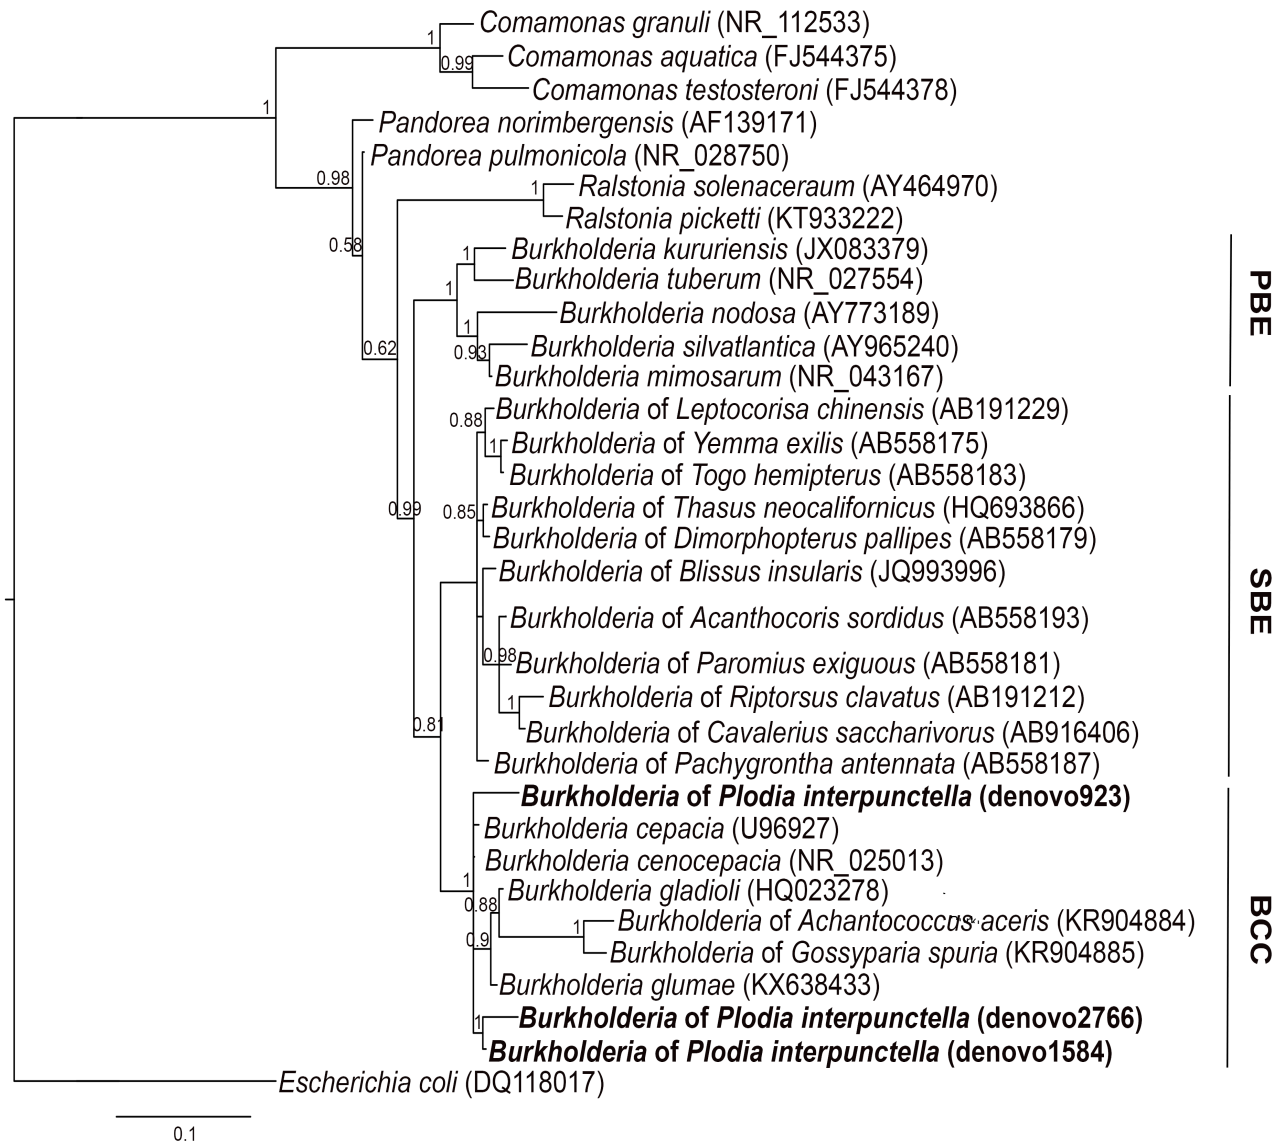 Comamonas granuli (NR_112533)
1
0.99
Comamonas aquatica (FJ544375)
Comamonas testosteroni (FJ544378)
1
Pandorea norimbergensis (AF139171)
Pandorea pulmonicola (NR_028750)
0.98
Ralstonia solenaceraum (AY464970)
1
Ralstonia picketti (KT933222)
0.58
Burkholderia kururiensis (JX083379)
1
Burkholderia tuberum (NR_027554)
1
Burkholderia nodosa (AY773189)
1
Burkholderia silvatlantica (AY965240)
0.62
0.93
Burkholderia mimosarum (NR_043167)
PBE
Burkholderia of Leptocorisa chinensis (AB191229)
0.88
Burkholderia of Yemma exilis (AB558175)
1
Burkholderia of Togo hemipterus (AB558183)
0.99
0.85
Burkholderia of Thasus neocalifornicus (HQ693866)
Burkholderia of Dimorphopterus pallipes (AB558179)
Burkholderia of Blissus insularis (JQ993996)
Burkholderia of Acanthocoris sordidus (AB558193)
0.98
Burkholderia of Paromius exiguous (AB558181)
Burkholderia of Riptorsus clavatus (AB191212)
1
Burkholderia of Cavalerius saccharivorus (AB916406)
0.81
Burkholderia of Pachygrontha antennata (AB558187)
SBE
Burkholderia of Plodia interpunctella (denovo923)
Burkholderia cepacia (U96927)
Burkholderia cenocepacia (NR_025013)
1
Burkholderia gladioli (HQ023278)
0.88
Burkholderia of Achantococcus aceris (KR904884)
1
0.9
Burkholderia of Gossyparia spuria (KR904885)
Burkholderia glumae (KX638433)
Burkholderia of Plodia interpunctella (denovo2766)
1
Burkholderia of Plodia interpunctella (denovo1584)
BCC
Escherichia coli (DQ118017)
0.1